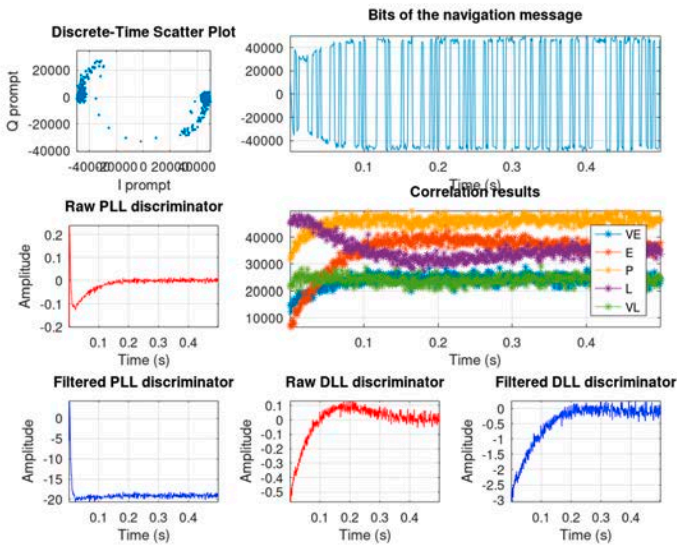 Discrete-Time Scatter Plot
Q prompt
20000
0
-20000
-40000
-40000 20000 0 20000 40000
I prompt
Bits of the navigation message
40000
20000
0
-20000
-40000
0.1 0.2 0.3 0.4
Time (s)
Raw PLL discriminator
Amplitude
0.2
0.1
0
-0.1
-0.2
0.1 0.2 0.3 0.4
Time (s)
Correlation results
40000
30000
20000
10000
VE
E
P
L
VL
0.1 0.2 0.3 0.4
Time (s)
Filtered PLL discriminator
Amplitude
0
-5
-10
-15
-20
0.1 0.2 0.3 0.4
Time (s)
Raw DLL discriminator
Amplitude
0.1
0
-0.1
-0.2
-0.3
-0.4
-0.5
0.1 0.2 0.3 0.4
Time (s)
Filtered DLL discriminator
Amplitude
0
-0.5
-1
-1.5
-2
-2.5
-3
0.1 0.2 0.3 0.4
Time (s)